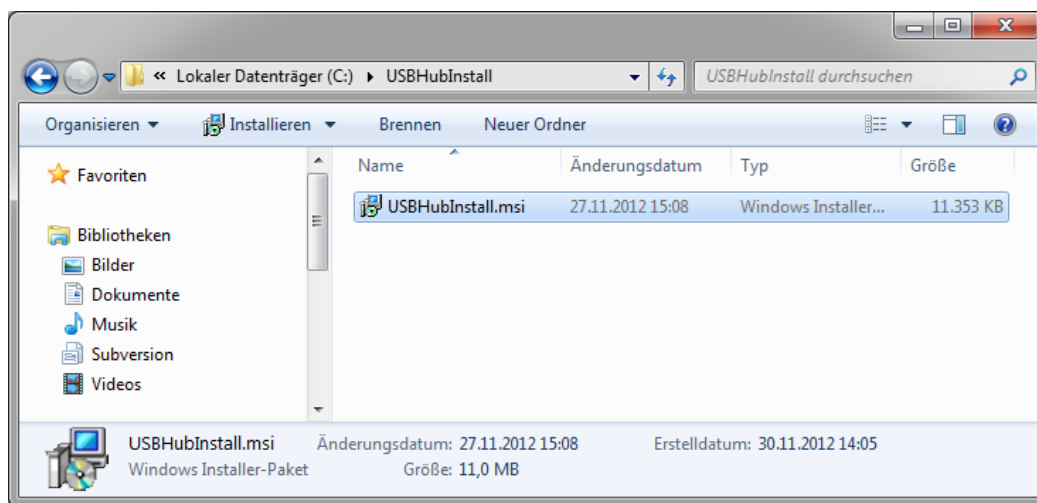 « Lokaler Datenträger (C:) ▸ USBHubInstall
USBHubInstall durchsuchen
Organisieren Installieren Brennen Neuer Ordner
Name Änderungsdatum Typ Größe
Favoriten
USBHubInstall.msi 27.11.2012 15:08 Windows Installer... 11.353 KB
Bibliotheken
Bilder
Dokumente
Musik
Subversion
Videos
USBHubInstall.msi Änderungsdatum: 27.11.2012 15:08 Erstelldatum: 30.11.2012 14:05
Windows Installer-Paket Größe: 11,0 MB